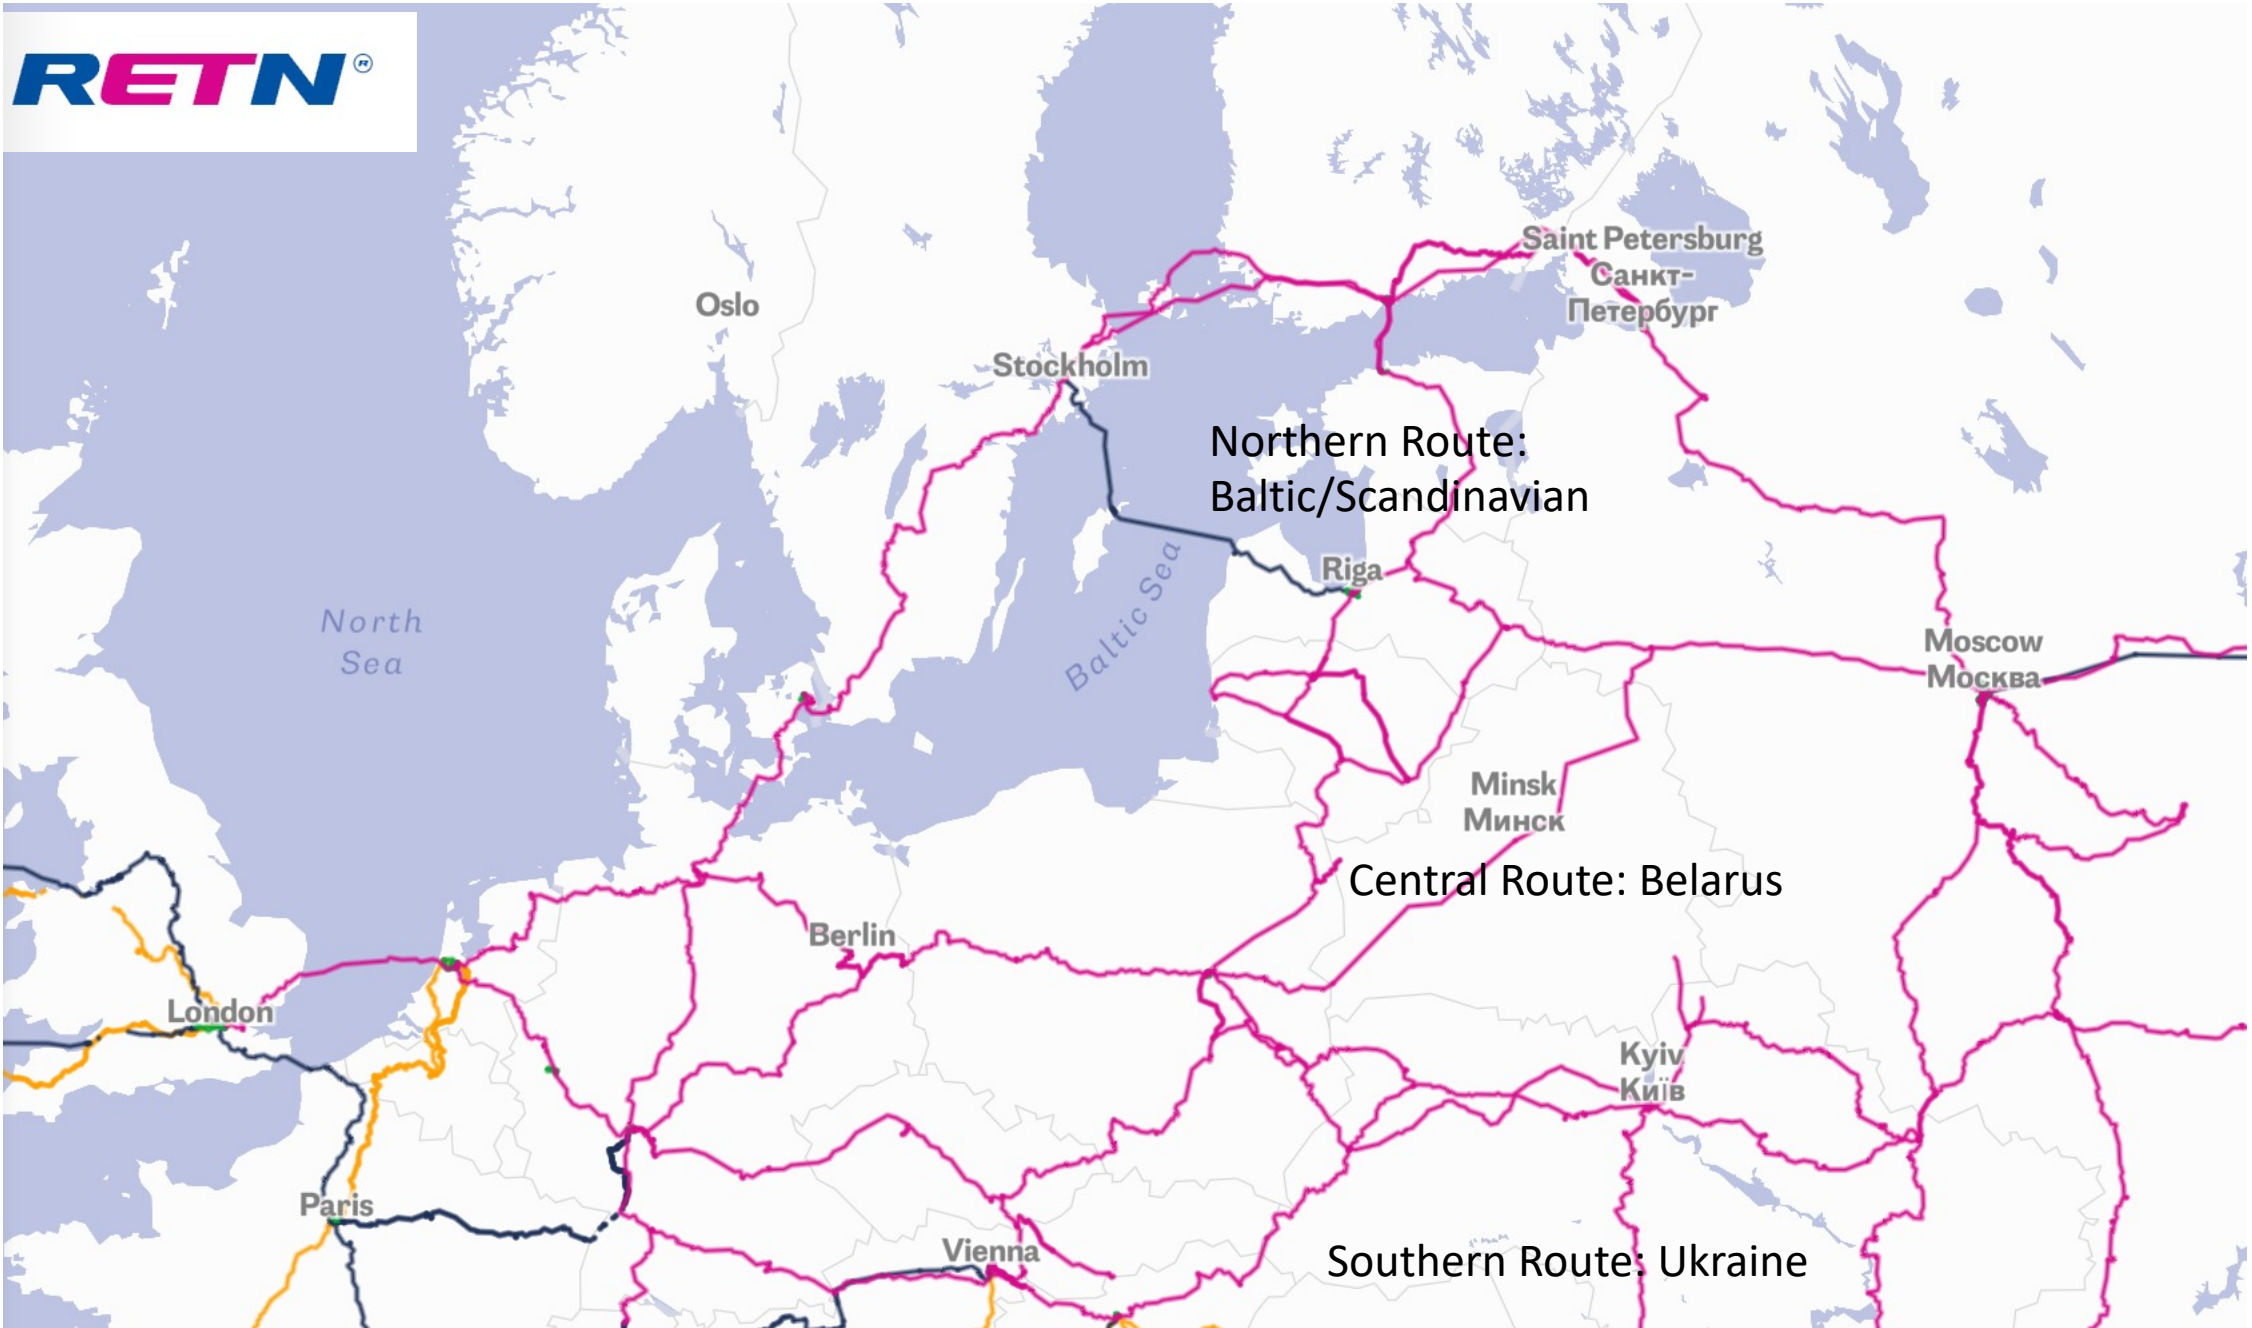 RETN®
Saint Petersburg
Санкт-
Петербург
Oslo
Stockholm
Northern Route:
Baltic/Scandinavian
Riga
Baltic Sea
North
Sea
Moscow
Москва
Minsk
Минск
Central Route: Belarus
Berlin
London
Kyiv
Київ
Paris
Vienna
Southern Route: Ukraine